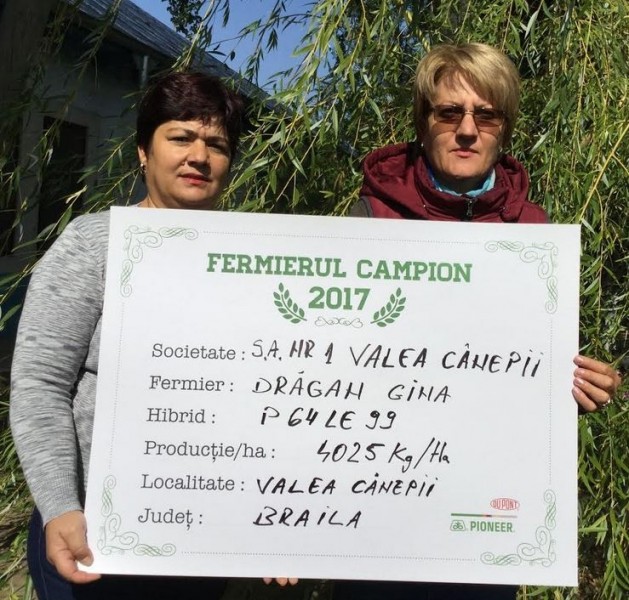 FERMIERUL CAMPION
2017
Societate : S.A. NR 1 VALEA CÂNEPII
Fermier : DRĂGAN GINA
Hibrid : P64LE99
Producție/ha : 4025 Kg/Ha
Localitate : VALEA CÂNEPII
Județ : BRAILA
DUPONT
PIONEER